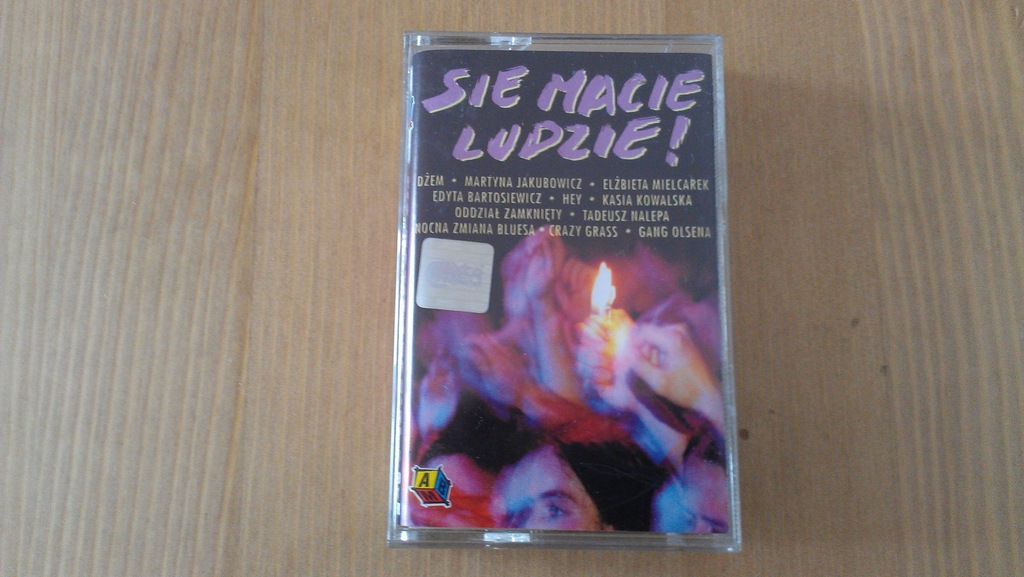 SIE MACIE
LUDZIE!
DŻEM • MARTYNA JAKUBOWICZ • ELŻBIETA MIELCAREK
EDYTA BARTOSIEWICZ • HEY • KASIA KOWALSKA
ODDZIAŁ ZAMKNIĘTY • TADEUSZ NALEPA
NOCNA ZMIANA BLUESA • CRAZY GRASS • GANG OLSENA
A B
M